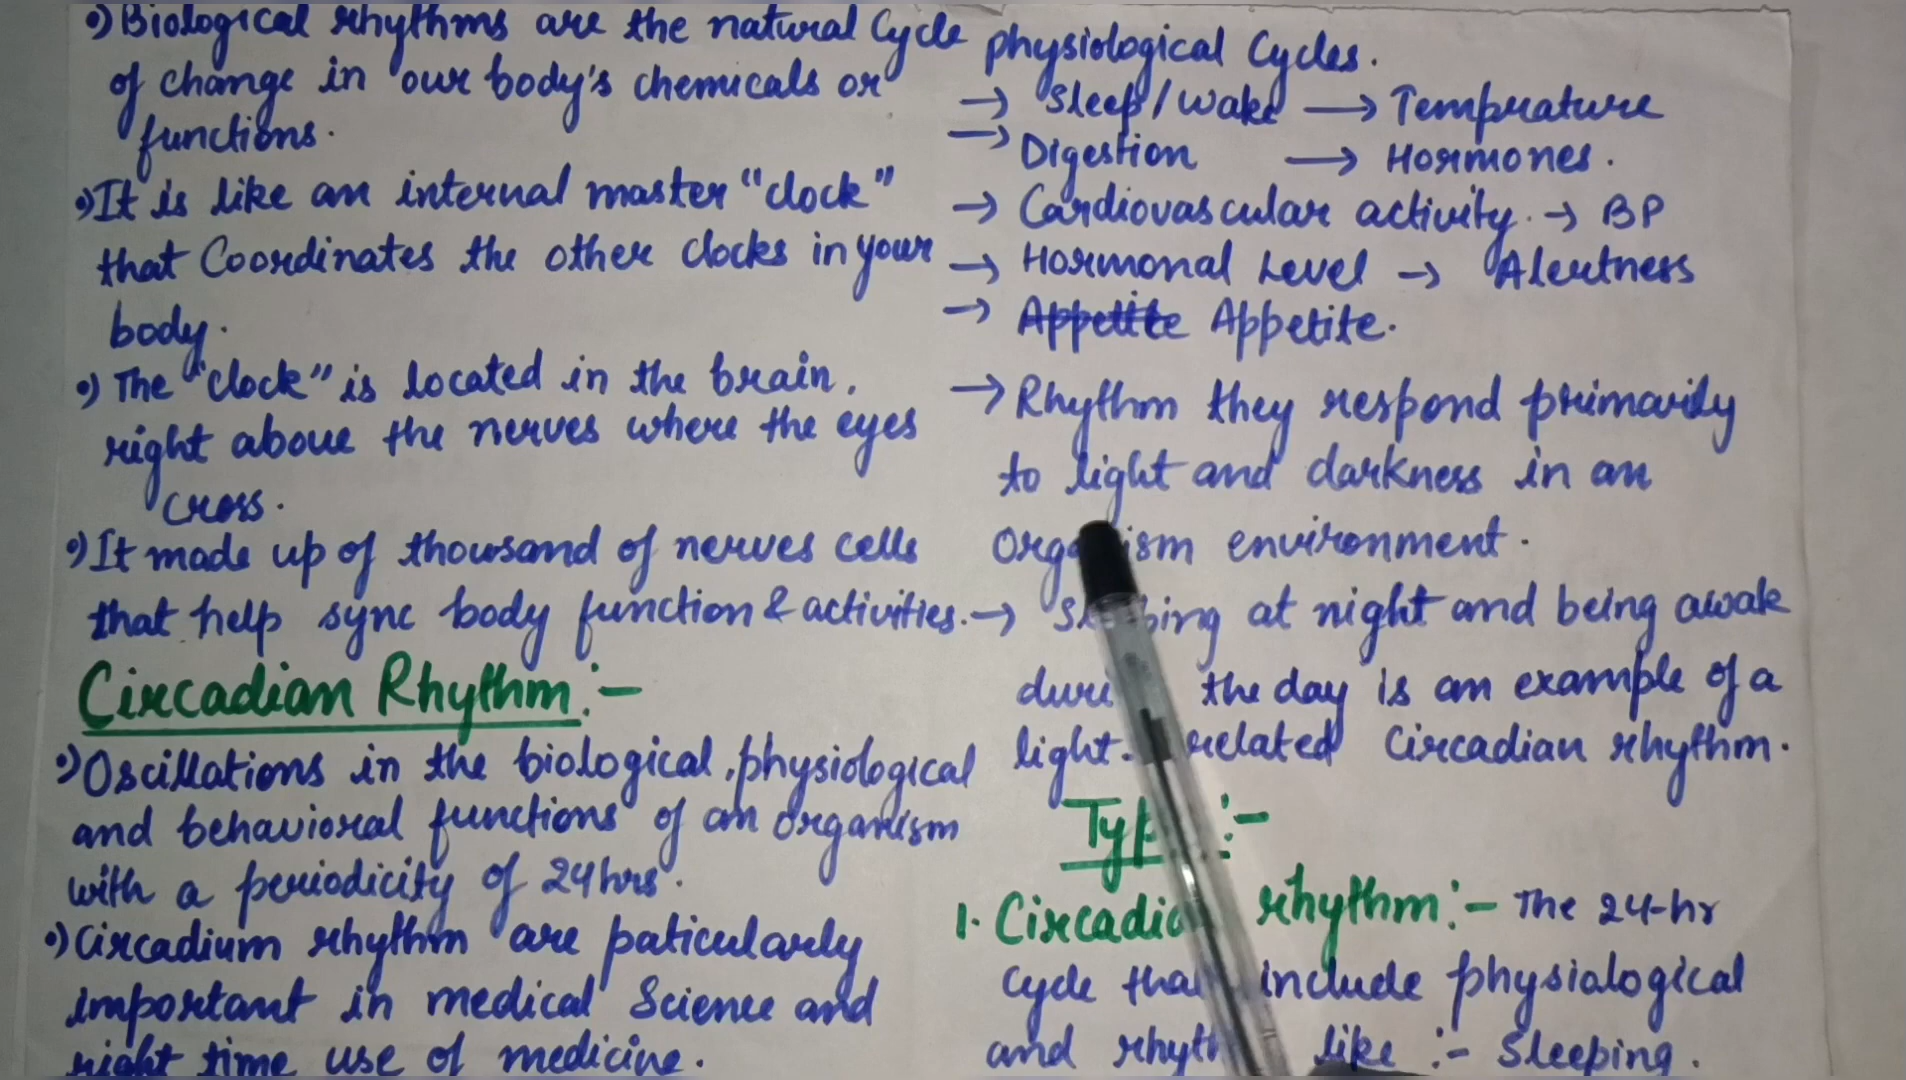 •) Biological rhythms are the natural Cycle
of change in our body's chemicals or
functions.
•) It is like an internal master "clock"
that Coordinates the other clocks in your
body.
•) The "clock" is located in the brain,
right above the nerves where the eyes
cross.
•) It made up of thousand of nerves cells
that help sync body function & activities.
Circadian Rhythm:-
•) Oscillations in the biological, physiological
and behavioral functions of an organism
with a periodicity of 24hrs.
•) Circadium rhythm are paticularly
important in medical Science and
right time use of medicine.
physiological Cycles.
→ Sleep/wake → Temprature
→ Digestion → Hormones.
→ Cardiovascular activity. → BP
→ Hormonal Level → Alertness
→ Appetite.
→ Rhythm they respond primarily
to light and darkness in an
environment.
→ at night and being awake
the day is an example of a
light- related Circadian rhythm.
:-
1. rhythm:- The 24-hr
Cycle include physialogical
and like :- Sleeping.